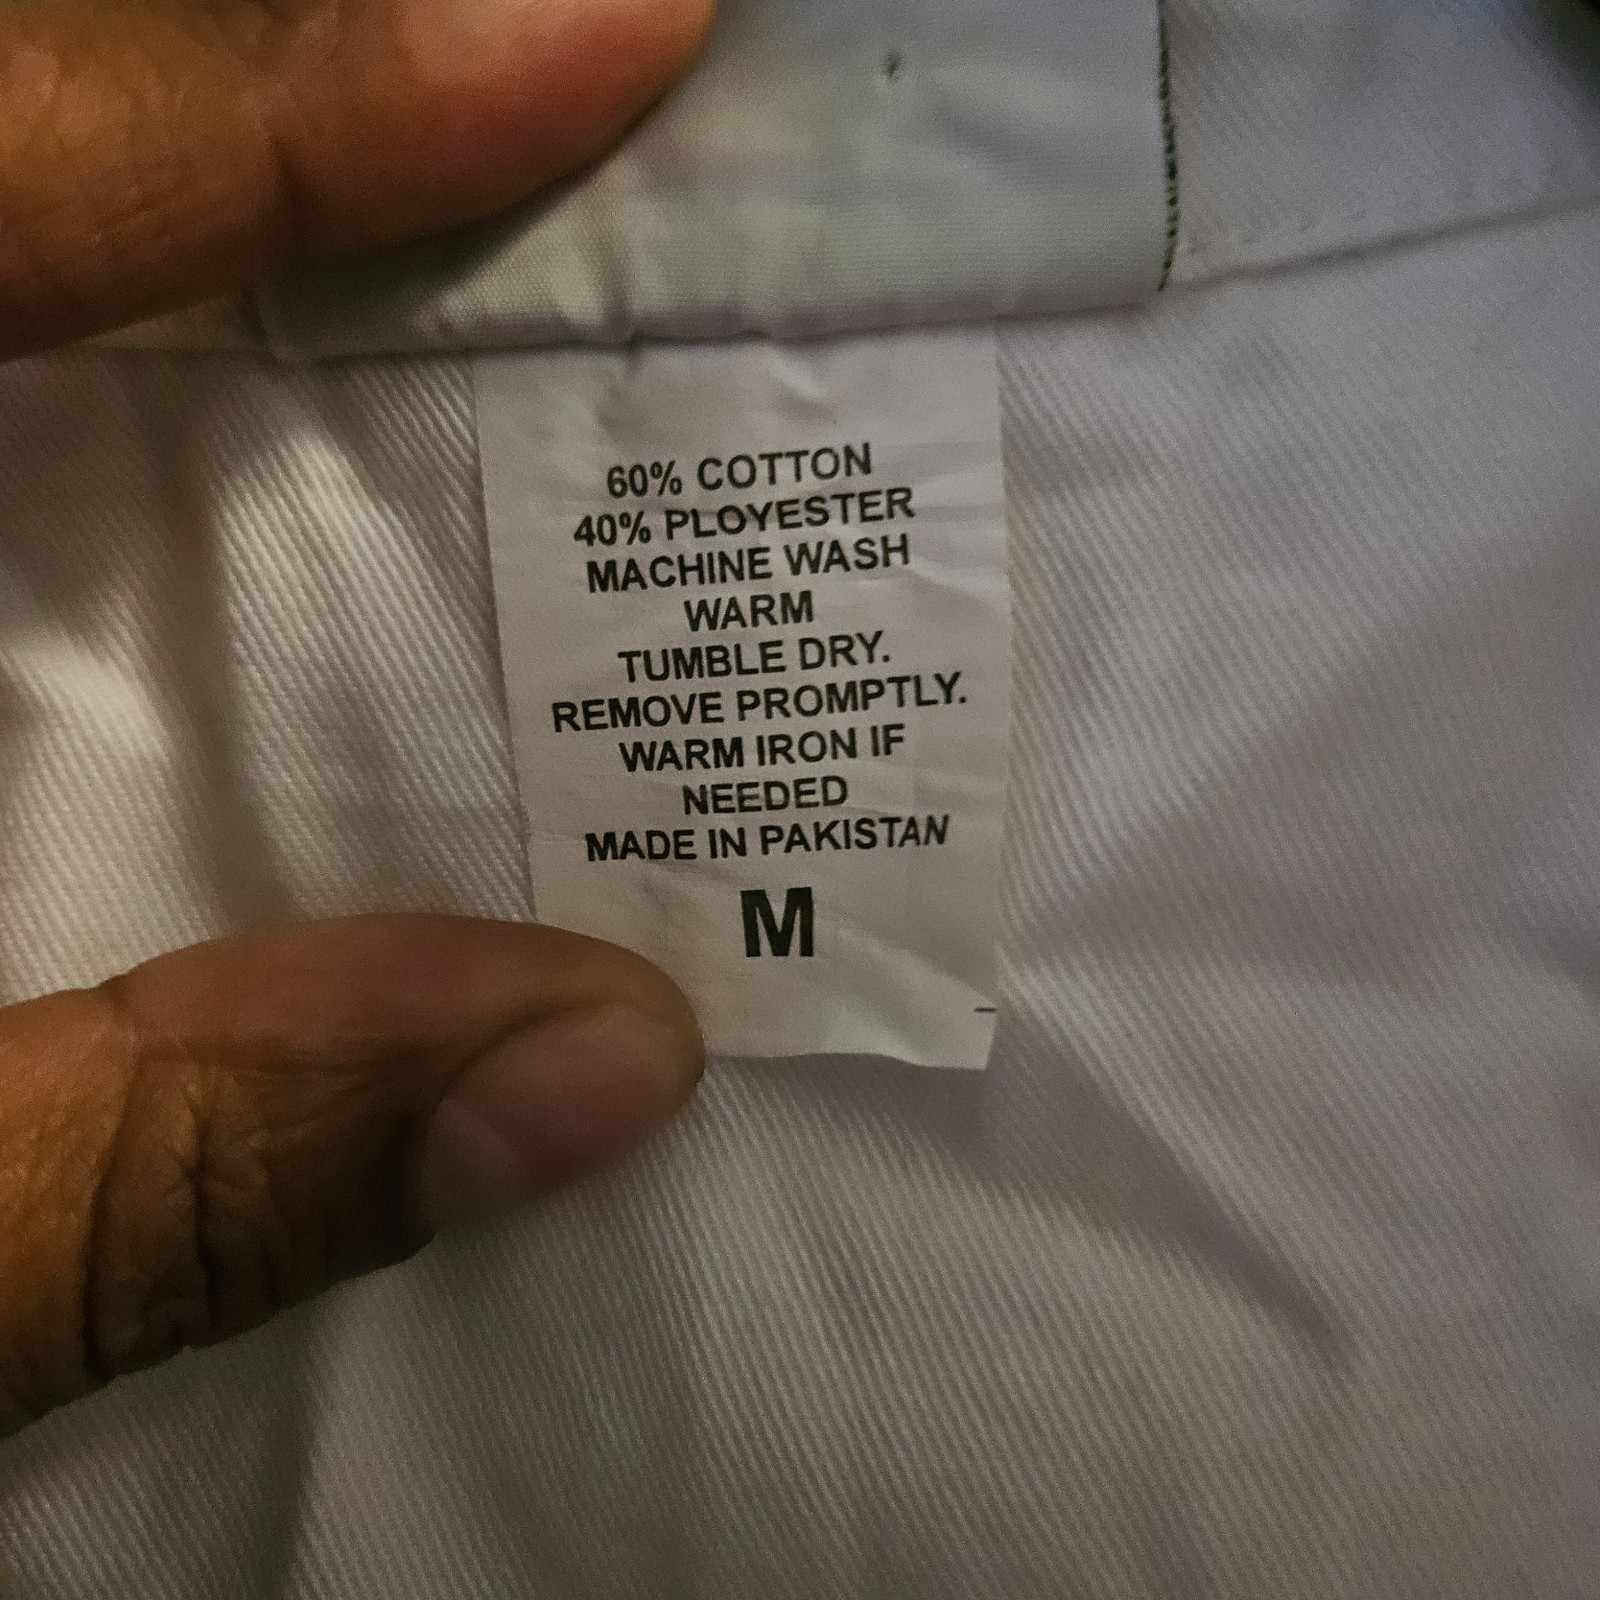 60% COTTON
40% PLOYESTER
MACHINE WASH
WARM
TUMBLE DRY.
REMOVE PROMPTLY.
WARM IRON IF
NEEDED
MADE IN PAKISTAN
M